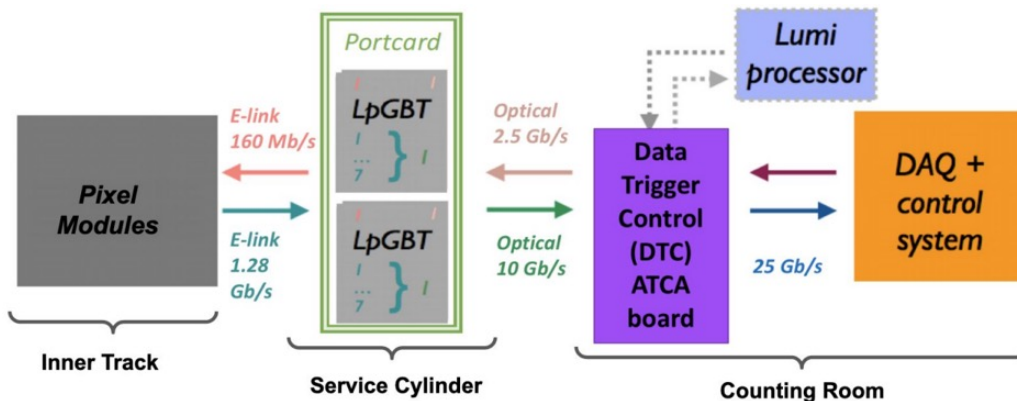 Portcard
Lumi
processor
E-link
160 Mb/s
LpGBT
...
7
}
Optical
2.5 Gb/s
Pixel
Modules
Data
Trigger
Control
(DTC)
ATCA
board
DAQ +
control
system
E-link
1.28
Gb/s
LpGBT
...
7
}
Optical
10 Gb/s
25 Gb/s
Inner Track
Service Cylinder
Counting Room